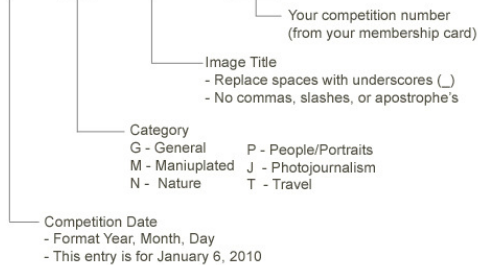 Your competition number
(from your membership card)
Image Title
- Replace spaces with underscores (_)
- No commas, slashes, or apostrophe's
Category
G - General P - People/Portraits
M - Maniuplated J - Photojournalism
N - Nature T - Travel
Competition Date
- Format Year, Month, Day
- This entry is for January 6, 2010